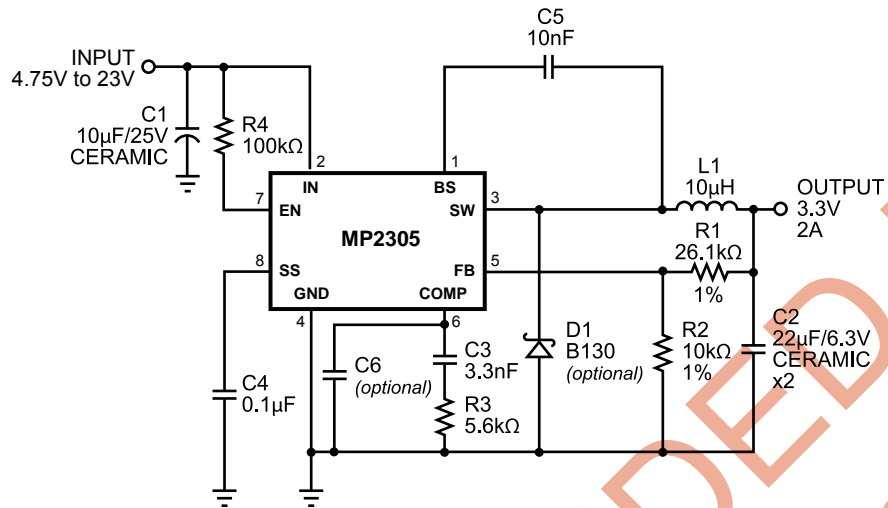 C5
10nF
INPUT
4.75V to 23V
C1
10µF/25V
CERAMIC
R4
100kΩ
2
1
IN
BS
7
EN
SW
3
MP2305
L1
10µH
OUTPUT
3.3V
2A
R1
26.1kΩ
1%
8
SS
FB
5
GND
COMP
4
6
C4
0.1µF
C6
(optional)
C3
3.3nF
R3
5.6kΩ
D1
B130
(optional)
R2
10kΩ
1%
C2
22µF/6.3V
CERAMIC
x2
DED